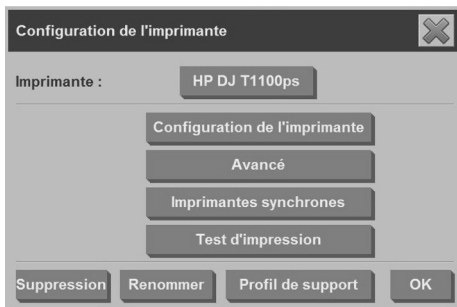 Configuration de l'imprimante
Imprimante :
HP DJ T1100ps
Configuration de l'imprimante
Avancé
Imprimantes synchrones
Test d'impression
Suppression
Renommer
Profil de support
OK